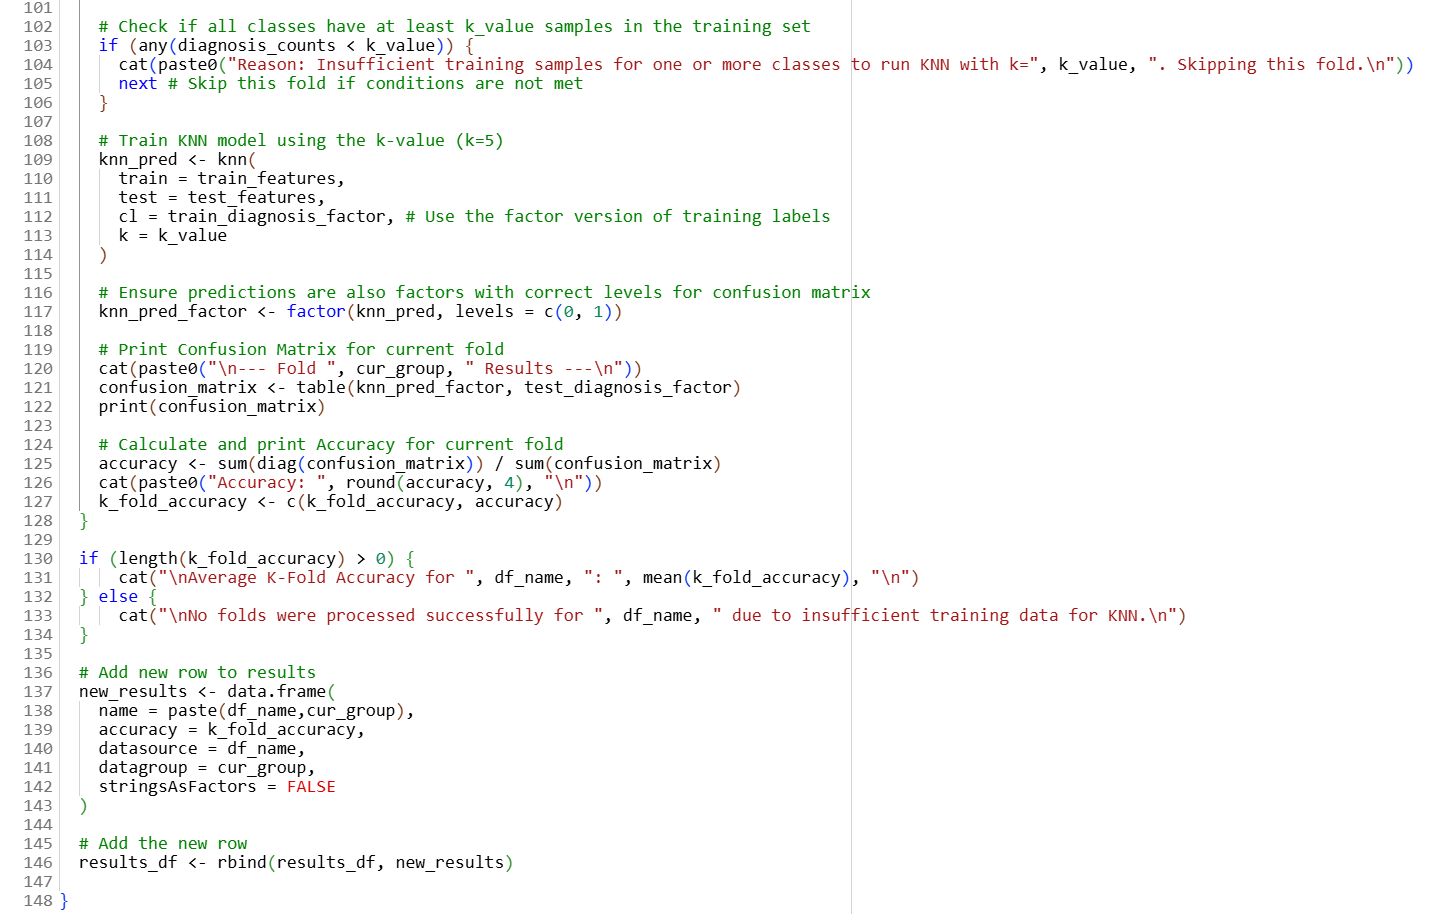 101
102 # Check if all classes have at least k_value samples in the training set
103 if (any(diagnosis_counts < k_value)) {
104 cat(paste0("Reason: Insufficient training samples for one or more classes to run KNN with k=", k_value, ". Skipping this fold.\n"))
105 next # Skip this fold if conditions are not met
106 }
107
108 # Train KNN model using the k-value (k=5)
109 knn_pred <- knn(
110 train = train_features,
111 test = test_features,
112 cl = train_diagnosis_factor, # Use the factor version of training labels
113 k = k_value
114 )
115
116 # Ensure predictions are also factors with correct levels for confusion matrix
117 knn_pred_factor <- factor(knn_pred, levels = c(0, 1))
118
119 # Print Confusion Matrix for current fold
120 cat(paste0("\n--- Fold ", cur_group, " Results ---\n"))
121 confusion_matrix <- table(knn_pred_factor, test_diagnosis_factor)
122 print(confusion_matrix)
123
124 # Calculate and print Accuracy for current fold
125 accuracy <- sum(diag(confusion_matrix)) / sum(confusion_matrix)
126 cat(paste0("Accuracy: ", round(accuracy, 4), "\n"))
127 k_fold_accuracy <- c(k_fold_accuracy, accuracy)
128 }
129
130 if (length(k_fold_accuracy) > 0) {
131 cat("\nAverage K-Fold Accuracy for ", df_name, ": ", mean(k_fold_accuracy), "\n")
132 } else {
133 cat("\nNo folds were processed successfully for ", df_name, " due to insufficient training data for KNN.\n")
134 }
135
136 # Add new row to results
137 new_results <- data.frame(
138 name = paste(df_name,cur_group),
139 accuracy = k_fold_accuracy,
140 datasource = df_name,
141 datagroup = cur_group,
142 stringsAsFactors = FALSE
143 )
144
145 # Add the new row
146 results_df <- rbind(results_df, new_results)
147
148 }